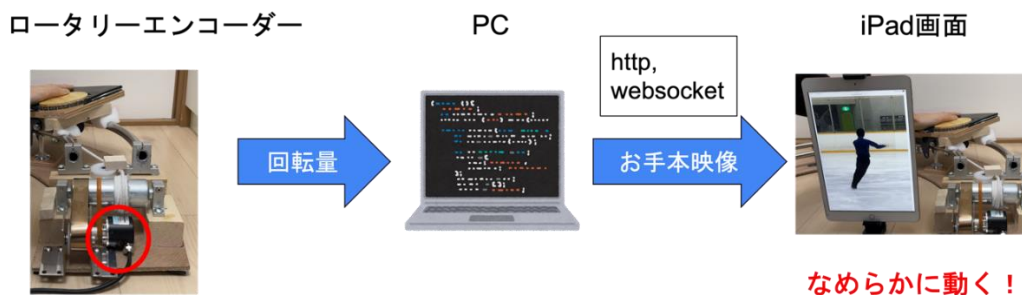 ロータリーエンコーダー
PC
iPad画面
http,
websocket
回転量
お手本映像
なめらかに動く！